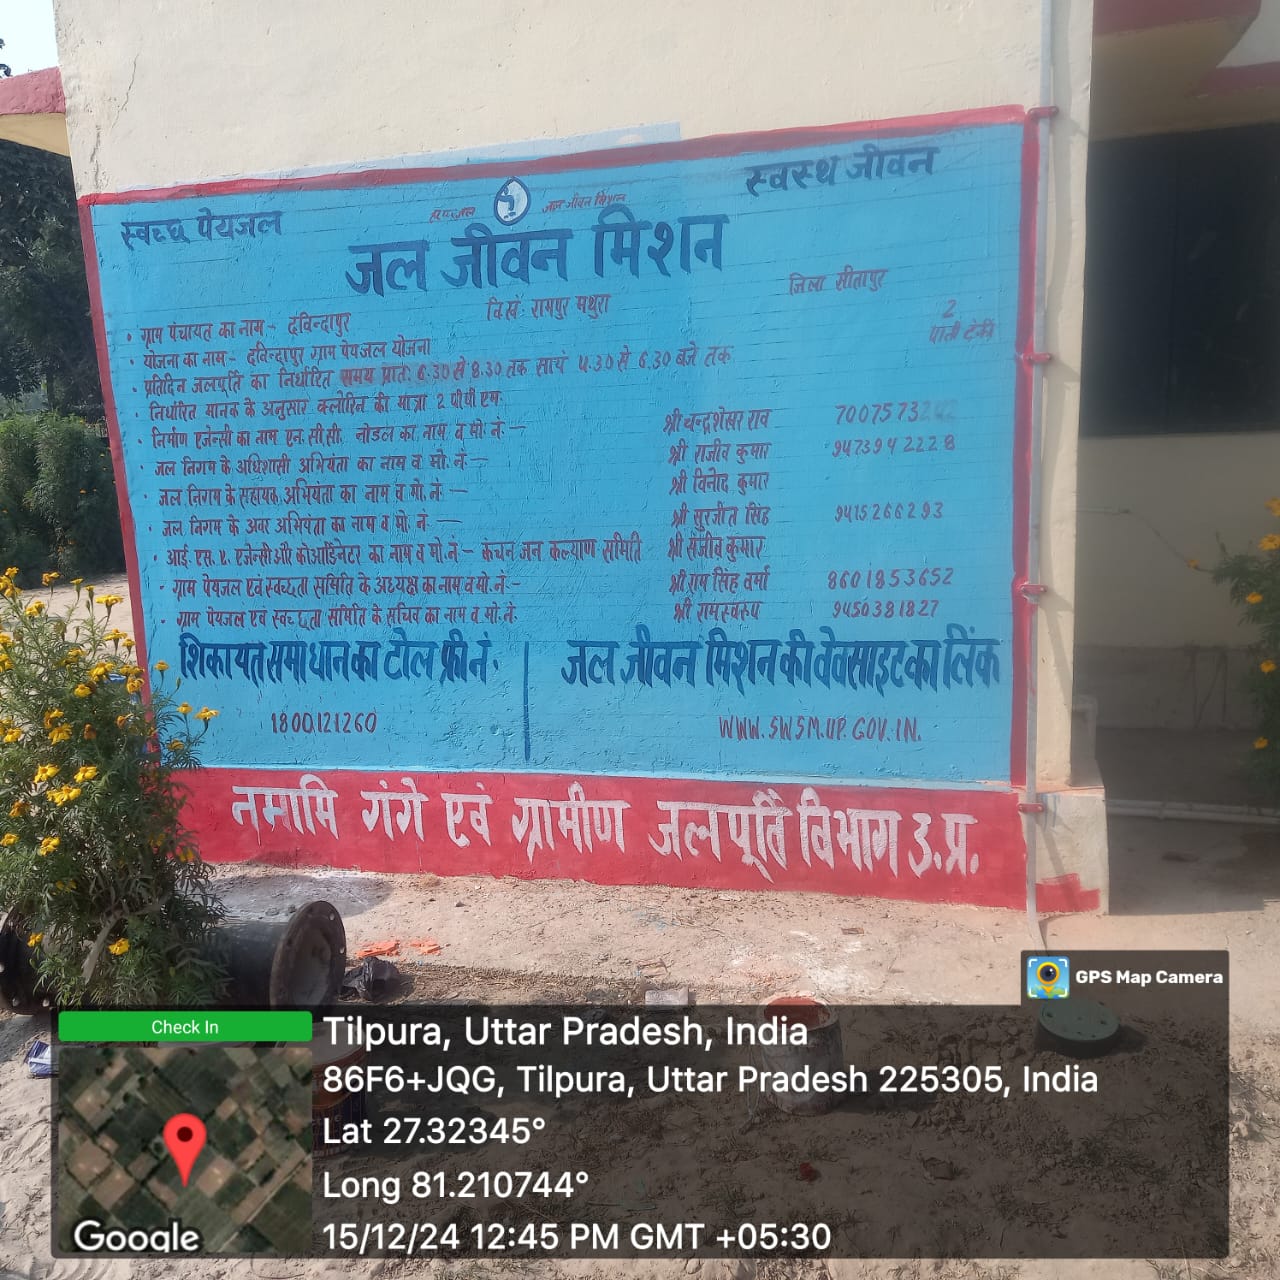 स्वच्छ पेयजल
हर घर जल
जल जीवन मिशन
स्वस्थ जीवन
जल जीवन मिशन
वि.खं: रामपुर मथुरा
जिला सीतापुर
• ग्राम पंचायत का नाम - दविन्दापुर
2
• योजना का नाम - दविन्दापुर ग्राम पेयजल योजना
पानी टंकी
• प्रतिदिन जलपूर्ति का निर्धारित समय प्रातः 6.30 से 8.30 तक सायं 4.30 से 6.30 बजे तक
• निर्धारित मानक के अनुसार क्लोरिन की मात्रा 2 पीपी एम.
• निर्माण एजेन्सी का नाम एन.सी.सी. नोडल का नाम व मो. नं:- श्री चन्द्रशेखर राव 7007573
• जल निगम के अधिशासी अभियंता का नाम व मो. नं:- श्री राजीव कुमार 9473942228
• जल निगम के सहायक अभियंता का नाम व मो. नं:- श्री विनोद कुमार
• जल निगम के अवर अभियंता का नाम व मो. नं:- श्री सुरजीत सिंह 9415266293
• आई. एस. ए. एजेन्सी और कोआर्डिनेटर का नाम व मो. नं- कंचन जन कल्याण समिति श्री संजीव कुमार
• ग्राम पेयजल एवं स्वच्छता समिति के अध्यक्ष का नाम व मो. नं:- श्री राम सिंह वर्मा 8601853652
• ग्राम पेयजल एवं स्वच्छता समिति के सचिव का नाम व मो. नं. श्री रामस्वरुप 9450381827
शिकायत समाधान का टोल फ्री नं.
जल जीवन मिशन की वेवसाइट का लिंक
1800121260
WWW.SWSM.UP.GOV.IN.
नमामि गंगे एवं ग्रामीण जलपूर्ति विभाग उ.प्र.
GPS Map Camera
Check In
Tilpura, Uttar Pradesh, India
86F6+JQG, Tilpura, Uttar Pradesh 225305, India
Lat 27.32345°
Long 81.210744°
15/12/24 12:45 PM GMT +05:30
Google